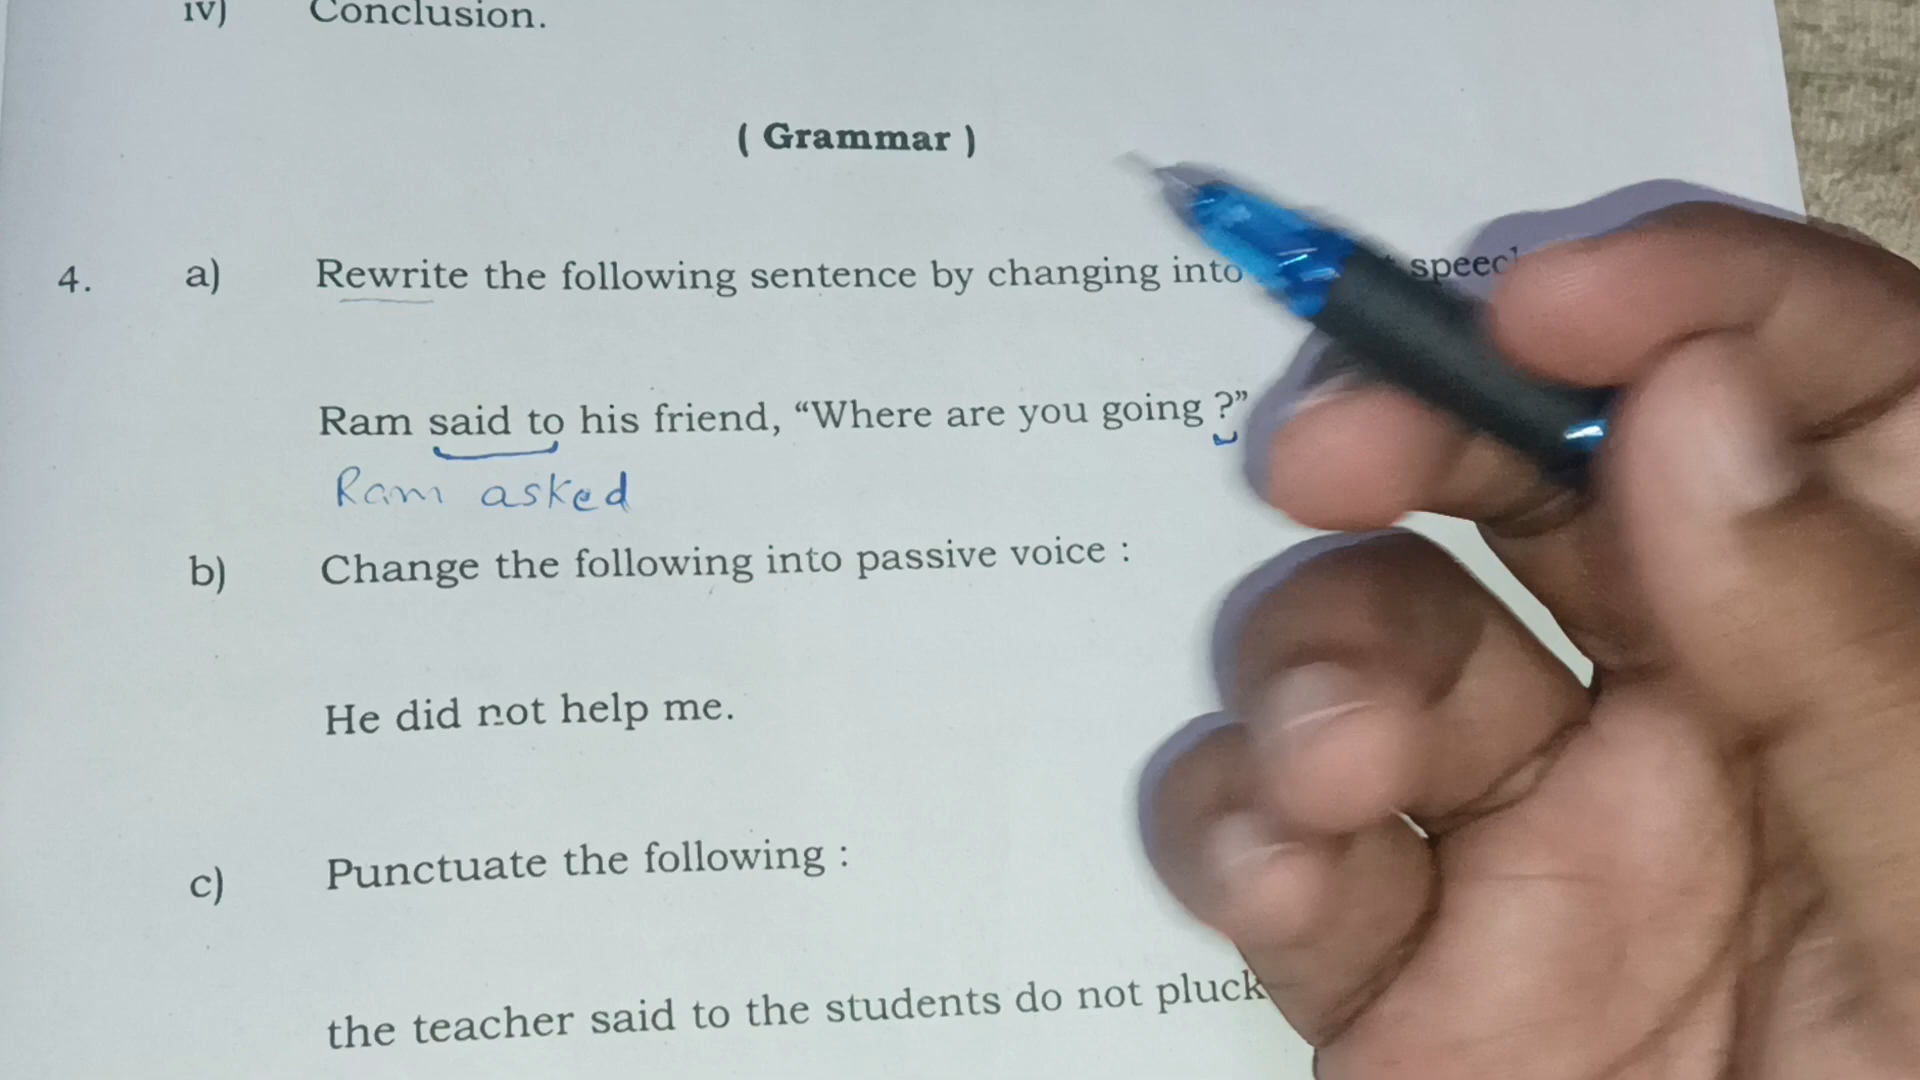 iv) Conclusion.
( Grammar )
4. a) Rewrite the following sentence by changing into speech
Ram said to his friend, “Where are you going ?”
Ram asked
b) Change the following into passive voice :
He did not help me.
c) Punctuate the following :
the teacher said to the students do not pluck